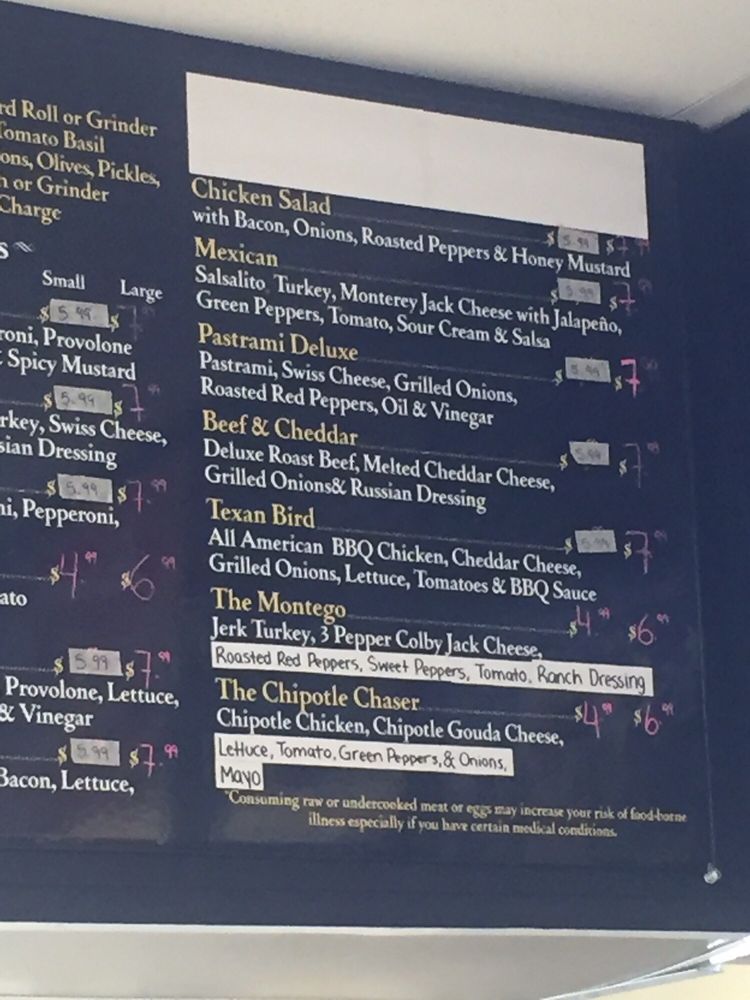 rd Roll or Grinder
Tomato Basil
ons, Olives, Pickles,
h or Grinder
Charge
s
Small Large
$ 5.99 $ 7
roni, Provolone
Spicy Mustard
$ 5.99 $ 7.99
rkey, Swiss Cheese,
sian Dressing
$ 5.99 $ 7.99
ni, Pepperoni,
$4.99 $6.99
ato
$ 5.99 $7.99
Provolone, Lettuce,
& Vinegar
$ 5.99 $7.99
Bacon, Lettuce,
Chicken Salad $ 5.99 $ 7.99
with Bacon, Onions, Roasted Peppers & Honey Mustard
Mexican $ 5.99 $ 7.99
Salsalito Turkey, Monterey Jack Cheese with Jalapeño,
Green Peppers, Tomato, Sour Cream & Salsa
Pastrami Deluxe $ 5.99 $ 7.99
Pastrami, Swiss Cheese, Grilled Onions,
Roasted Red Peppers, Oil & Vinegar
Beef & Cheddar $ 5.99 $ 7.99
Deluxe Roast Beef, Melted Cheddar Cheese,
Grilled Onions& Russian Dressing
Texan Bird $ 5.99 $ 7.99
All American BBQ Chicken, Cheddar Cheese,
Grilled Onions, Lettuce, Tomatoes & BBQ Sauce
The Montego $4.99 $6.99
Jerk Turkey, 3 Pepper Colby Jack Cheese,
Roasted Red Peppers, Sweet Peppers, Tomato, Ranch Dressing
The Chipotle Chaser $4.99 $6.99
Chipotle Chicken, Chipotle Gouda Cheese,
Lettuce, Tomato, Green Peppers, & Onions,
Mayo
*Consuming raw or undercooked meat or eggs may increase your risk of food-borne
illness especially if you have certain medical conditions.